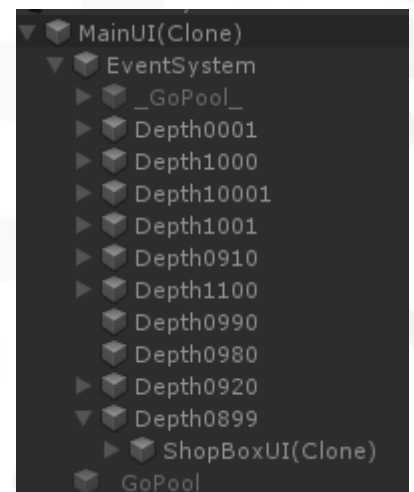 MainUI(Clone)
EventSystem
_GoPool_
Depth0001
Depth1000
Depth10001
Depth1001
Depth0910
Depth1100
Depth0990
Depth0980
Depth0920
Depth0899
ShopBoxUI(Clone)
GoPool